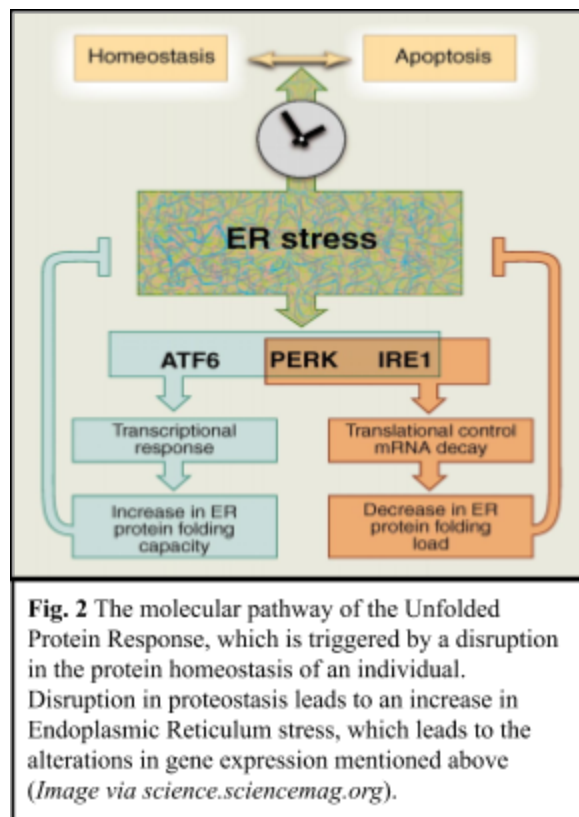 Homeostasis
Apoptosis
ER stress
ATF6
PERK
IRE1
Transcriptional
response
Translational control
mRNA decay
Increase in ER
protein folding
capacity
Decrease in ER
protein folding
load
Fig. 2 The molecular pathway of the Unfolded
Protein Response, which is triggered by a disruption
in the protein homeostasis of an individual.
Disruption in proteostasis leads to an increase in
Endoplasmic Reticulum stress, which leads to the
alterations in gene expression mentioned above
(Image via science.sciencemag.org).